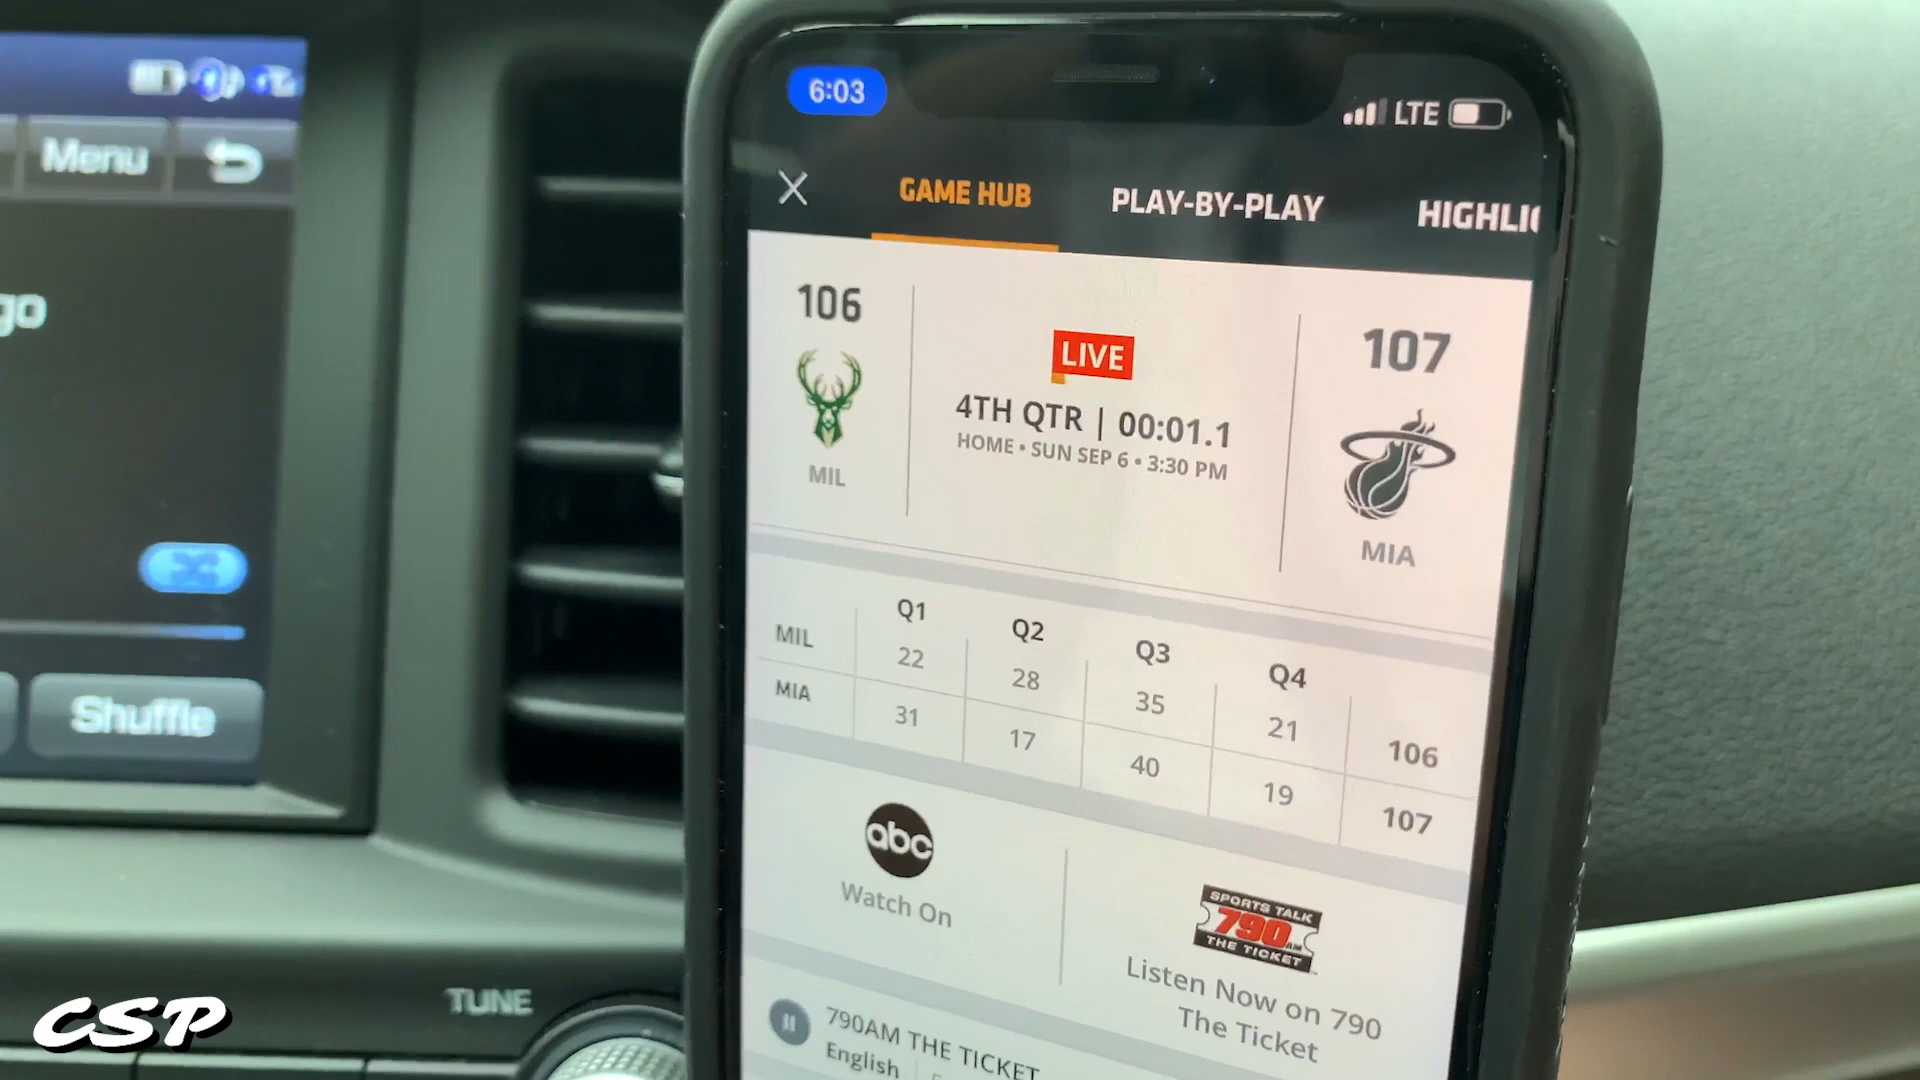 Menu
go
Shuffle
TUNE
CSP
6:03
LTE
GAME HUB
PLAY-BY-PLAY
HIGHLI
106
MIL
LIVE
4TH QTR | 00:01.1
HOME • SUN SEP 6 • 3:30 PM
107
MIA
Q1 Q2 Q3 Q4
MIL 22 28 35 21 106
MIA 31 17 40 19 107
abc
Watch On
SPORTS TALK
790 AM
THE TICKET
Listen Now on 790
The Ticket
790AM THE TICKET
English